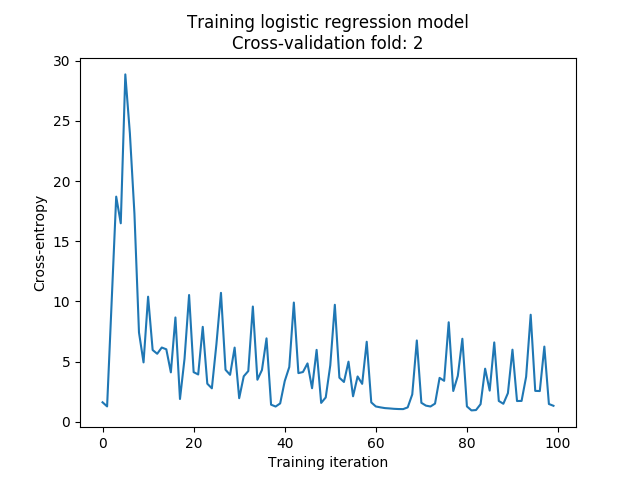 Training logistic regression model
Cross-validation fold: 2
30
25
20
15
10
5
0
Cross-entropy
0 20 40 60 80 100
Training iteration